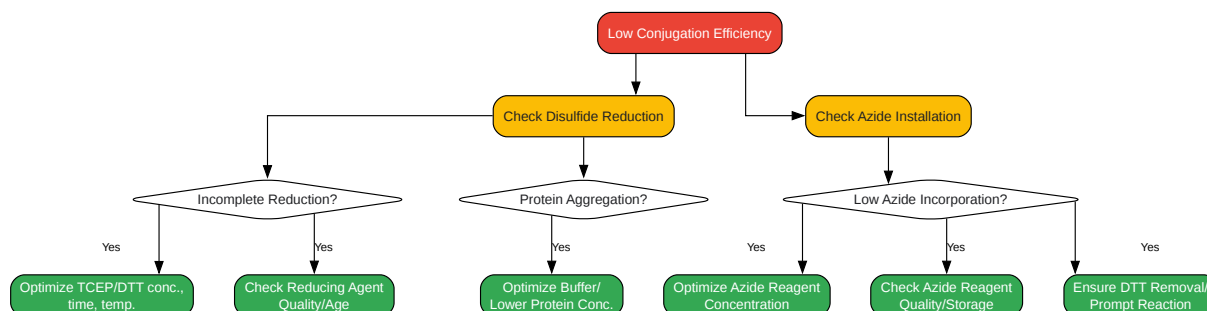 Low Conjugation Efficiency
Check Disulfide Reduction
Check Azide Installation
Incomplete Reduction?
Protein Aggregation?
Low Azide Incorporation?
Yes
Yes
Yes
Yes
Yes
Yes
Optimize TCEP/DTT conc.,
time, temp.
Check Reducing Agent
Quality/Age
Optimize Buffer/
Lower Protein Conc.
Optimize Azide Reagent
Concentration
Check Azide Reagent
Quality/Storage
Ensure DTT Removal/
Prompt Reaction